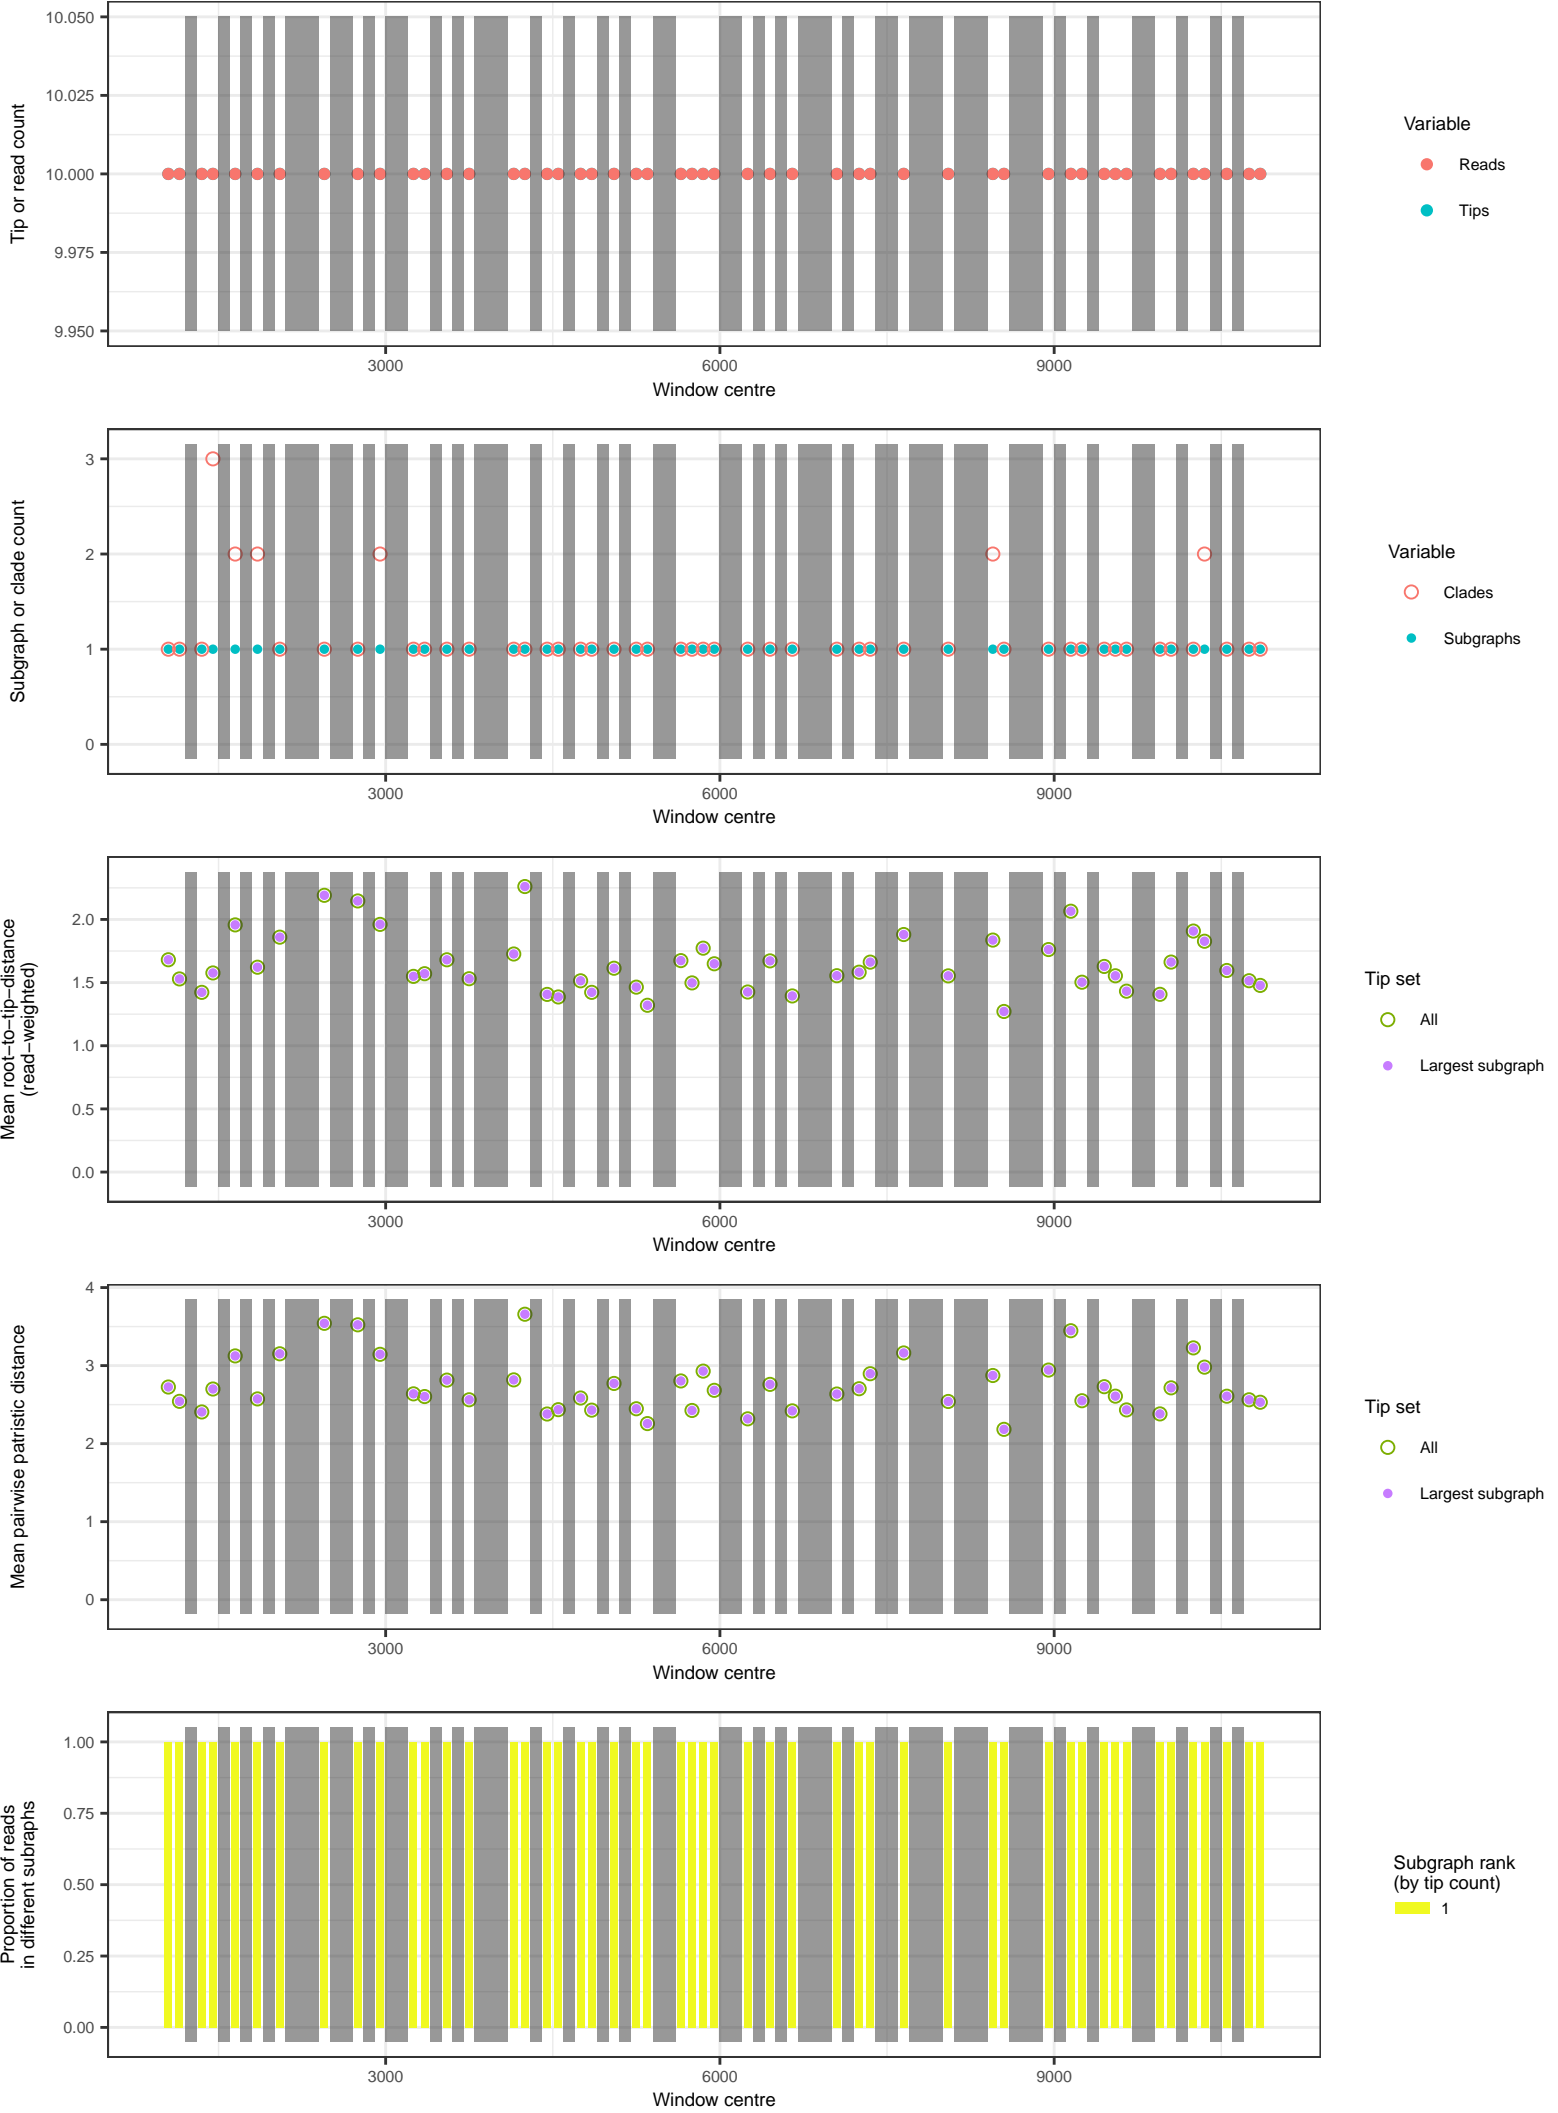 Tip or read count
10.050
10.025
10.000
9.975
9.950
3000
6000
9000
Window centre
Variable
Reads
Tips
Subgraph or clade count
3
2
1
0
3000
6000
9000
Window centre
Variable
Clades
Subgraphs
Mean root−to−tip−distance
(read−weighted)
2.0
1.5
1.0
0.5
0.0
3000
6000
9000
Window centre
Tip set
All
Largest subgraph
Mean pairwise patristic distance
4
3
2
1
0
3000
6000
9000
Window centre
Tip set
All
Largest subgraph
Proportion of reads
in different subraphs
1.00
0.75
0.50
0.25
0.00
3000
6000
9000
Window centre
Subgraph rank
(by tip count)
1